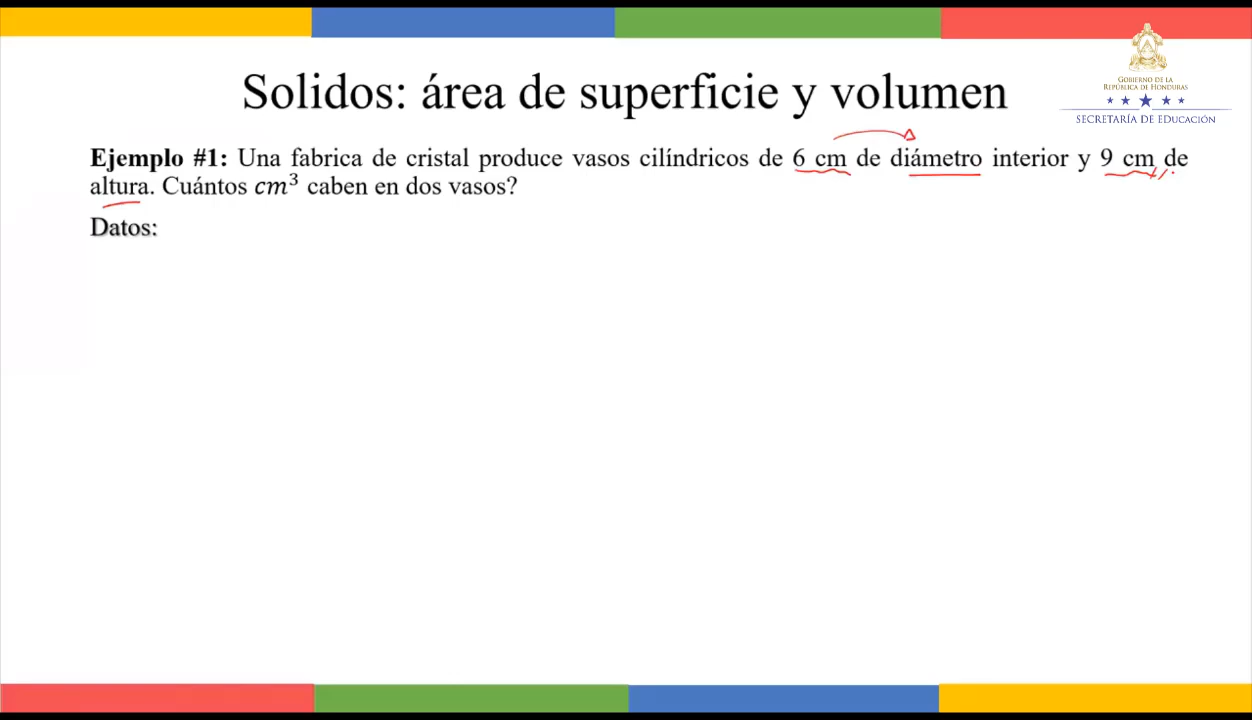 Solidos: área de superficie y volumen
GOBIERNO DE LA
REPÚBLICA DE HONDURAS
SECRETARÍA DE EDUCACIÓN
Ejemplo #1: Una fabrica de cristal produce vasos cilíndricos de 6 cm de diámetro interior y 9 cm de
altura. Cuántos cm³ caben en dos vasos?
Datos: